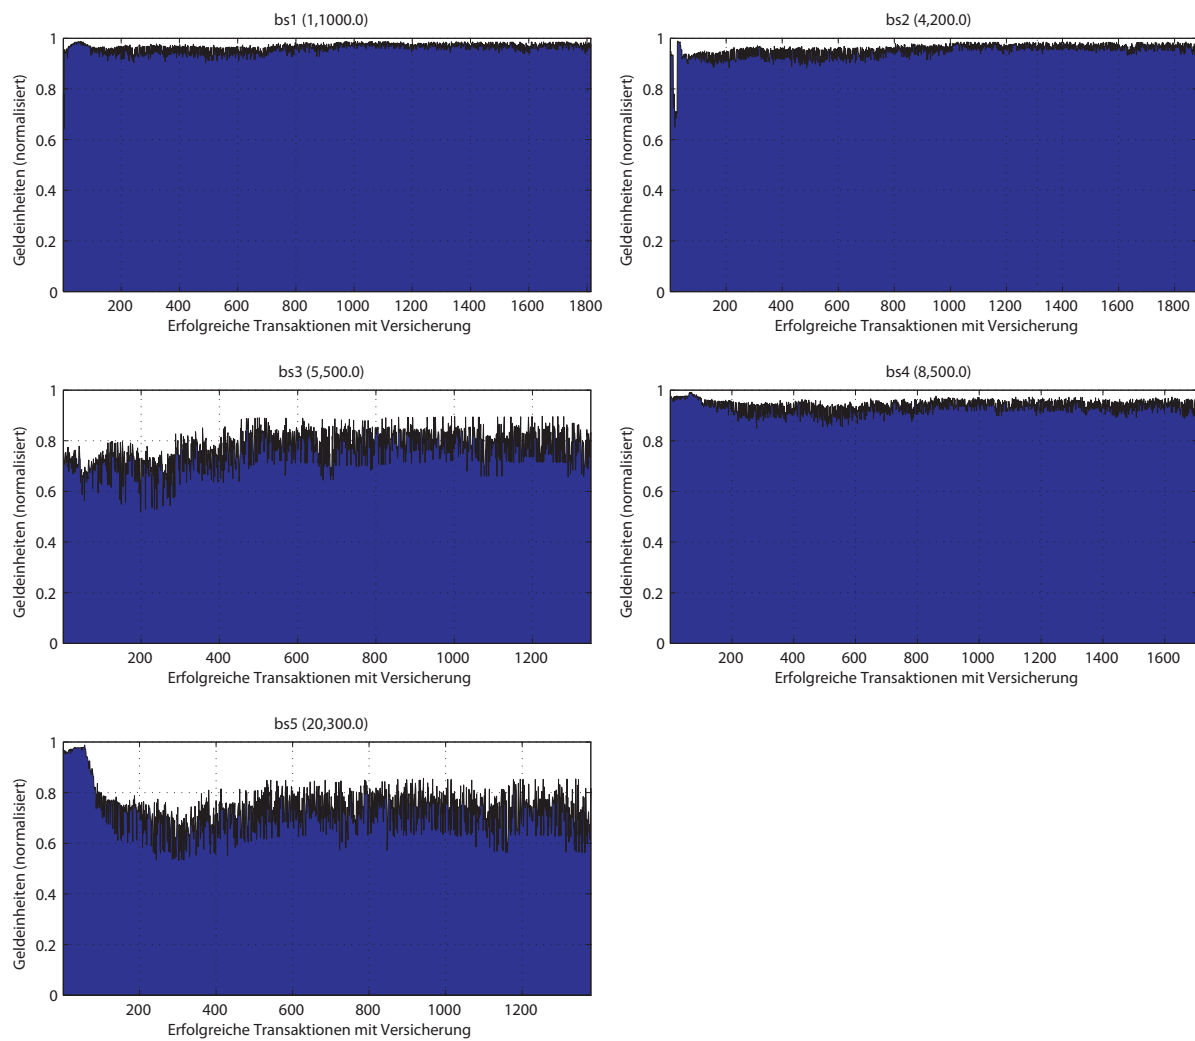 bs1 (1,1000.0)
Geldeinheiten (normalisiert)
1
0.8
0.6
0.4
0.2
0
200 400 600 800 1000 1200 1400 1600 1800
Erfolgreiche Transaktionen mit Versicherung
bs2 (4,200.0)
Geldeinheiten (normalisiert)
1
0.8
0.6
0.4
0.2
0
200 400 600 800 1000 1200 1400 1600 1800
Erfolgreiche Transaktionen mit Versicherung
bs3 (5,500.0)
Geldeinheiten (normalisiert)
1
0.8
0.6
0.4
0.2
0
200 400 600 800 1000 1200
Erfolgreiche Transaktionen mit Versicherung
bs4 (8,500.0)
Geldeinheiten (normalisiert)
1
0.8
0.6
0.4
0.2
0
200 400 600 800 1000 1200 1400 1600
Erfolgreiche Transaktionen mit Versicherung
bs5 (20,300.0)
Geldeinheiten (normalisiert)
1
0.8
0.6
0.4
0.2
0
200 400 600 800 1000 1200
Erfolgreiche Transaktionen mit Versicherung